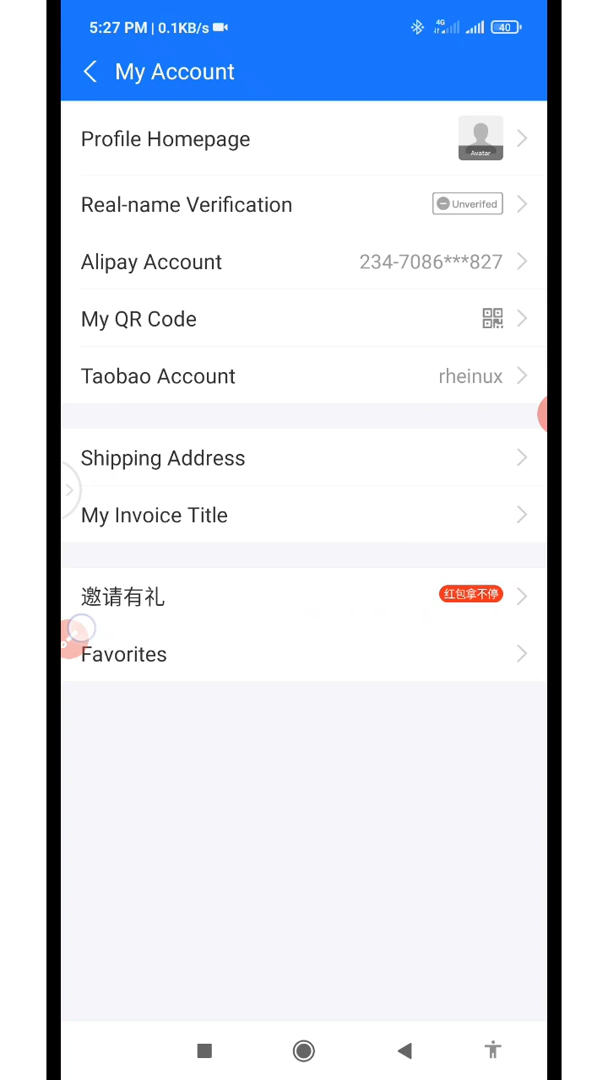 5:27 PM | 0.1KB/s 4G 40
My Account
Profile Homepage
Avatar
Real-name Verification Unverifed
Alipay Account 234-7086***827
My QR Code
Taobao Account rheinux
Shipping Address
My Invoice Title
邀请有礼 红包拿不停
Favorites